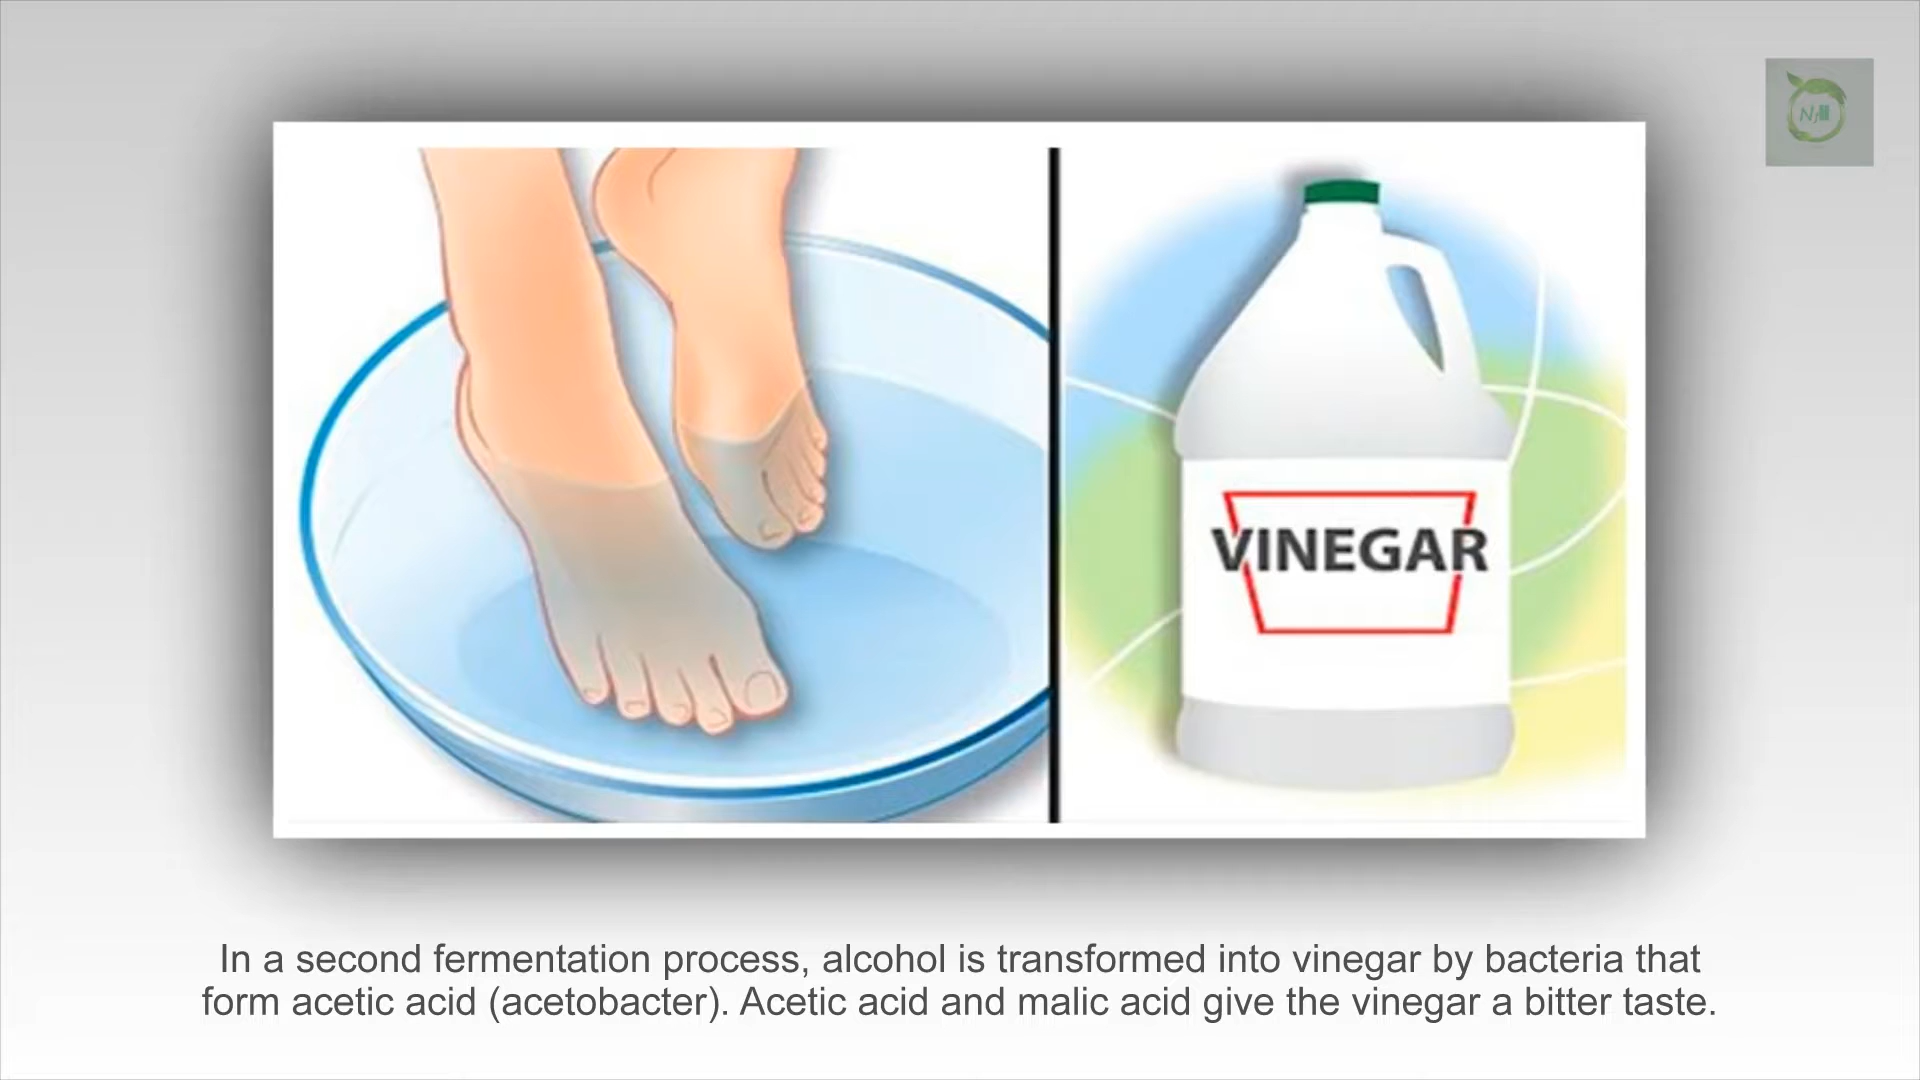 VINEGAR
In a second fermentation process, alcohol is transformed into vinegar by bacteria that
form acetic acid (acetobacter). Acetic acid and malic acid give the vinegar a bitter taste.